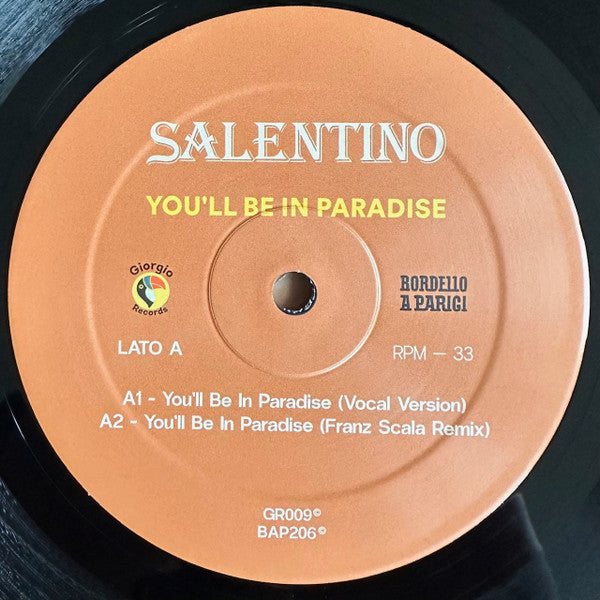 SALENTINO
YOU'LL BE IN PARADISE
Giorgio
Records
BORDELLO
A PARIGI
LATO A
RPM – 33
A1 - You'll Be In Paradise (Vocal Version)
A2 - You'll Be In Paradise (Franz Scala Remix)
GR009©
BAP206©